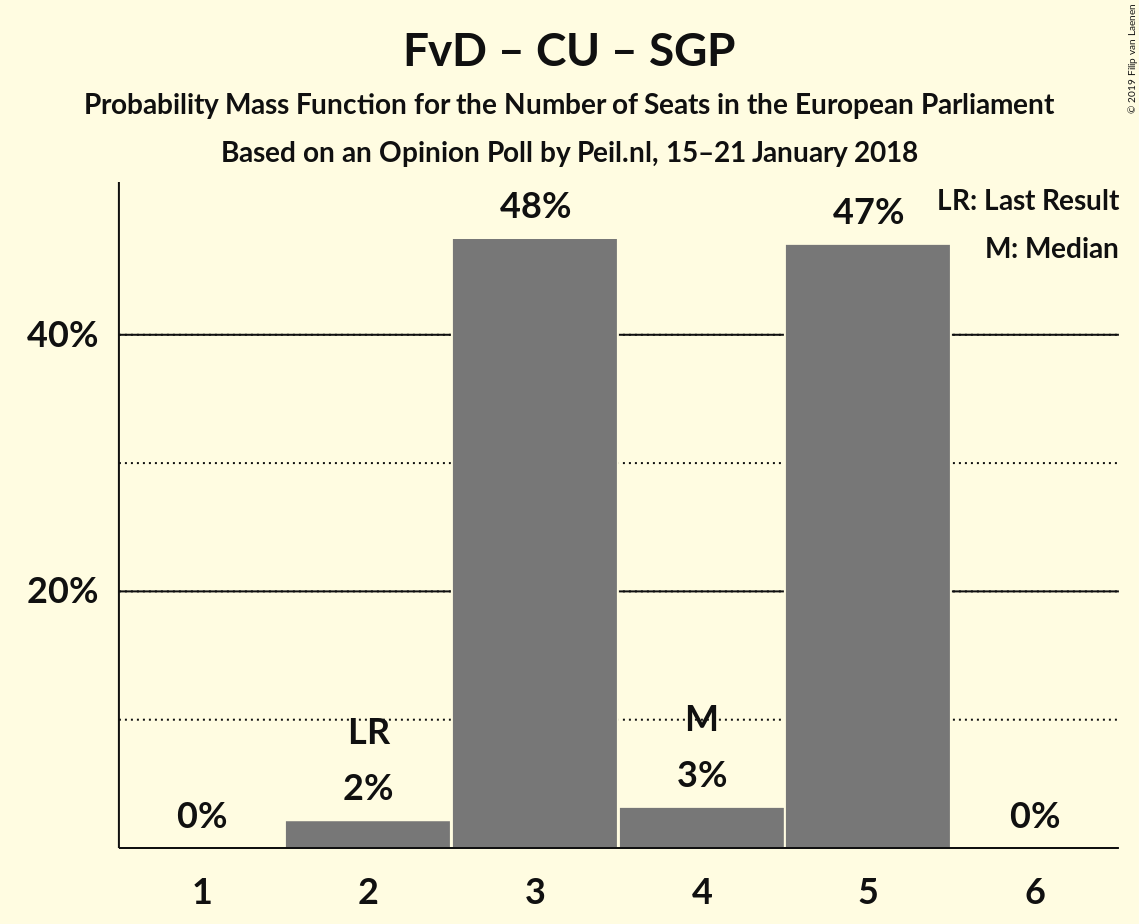 FvD – CU – SGP
Probability Mass Function for the Number of Seats in the European Parliament
Based on an Opinion Poll by Peil.nl, 15–21 January 2018
© 2019 Filip van Laenen
LR: Last Result
M: Median
48%
47%
40%
20%
LR
M
0%
2%
3%
0%
1
2
3
4
5
6